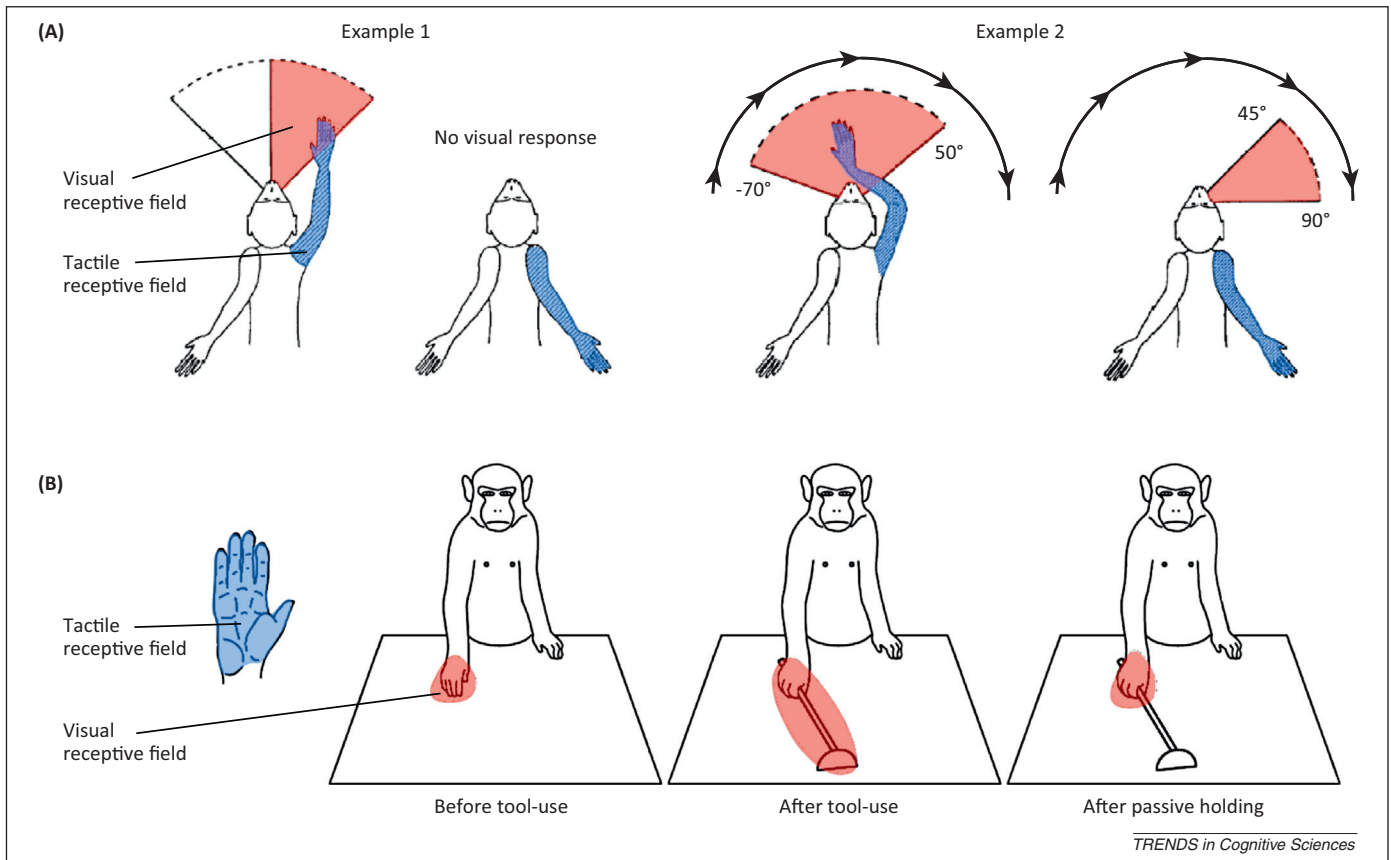 (A)
Example 1
Example 2
Visual
receptive field
Tactile
receptive field
No visual response
-70°
50°
45°
90°
(B)
Tactile
receptive field
Visual
receptive field
Before tool-use
After tool-use
After passive holding
TRENDS in Cognitive Sciences